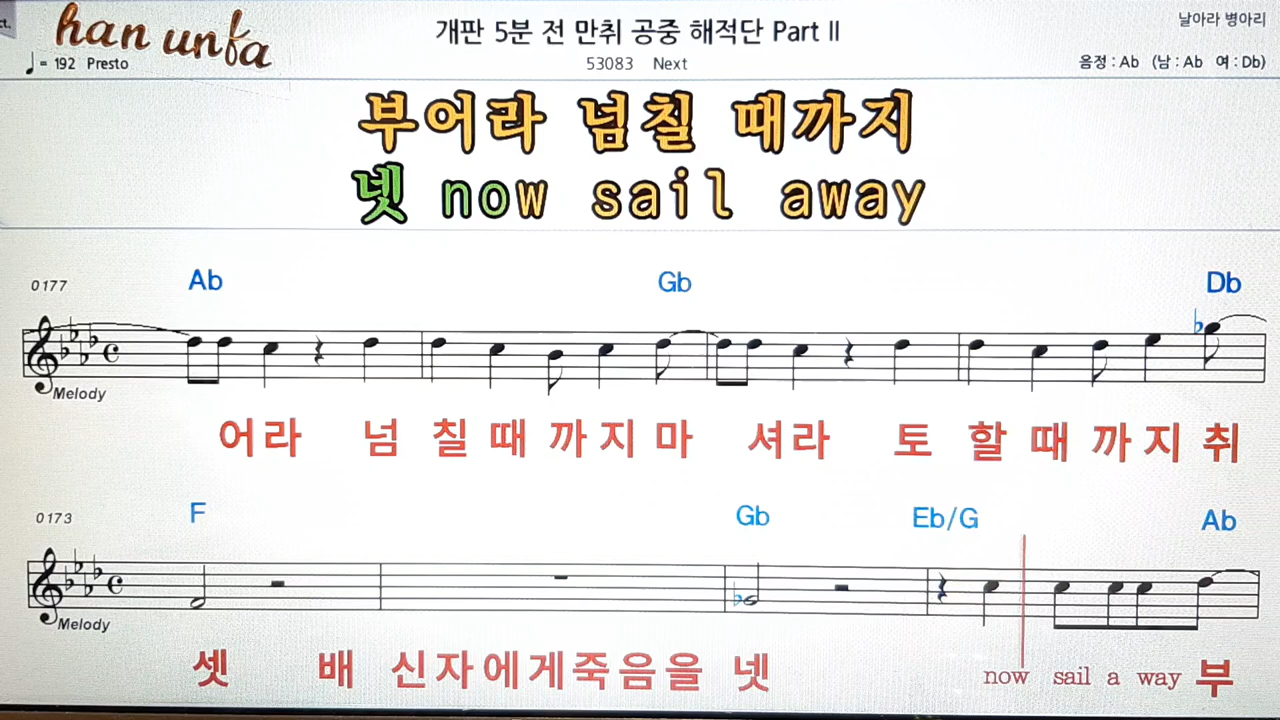 ct.
han unfa
개판 5분 전 만취 공중 해적단 Part II
날아라 병아리
♩= 192 Presto
53083 Next
음정 : Ab (남 : Ab 여 : Db)
부어라 넘칠 때까지
넷 now sail away
0177 Ab Gb Db
Melody
어라 넘 칠 때 까 지 마 셔라 토 할 때 까 지 취
0173 F Gb Eb/G Ab
Melody
셋 배 신자에게죽음을 넷 now sail a way 부